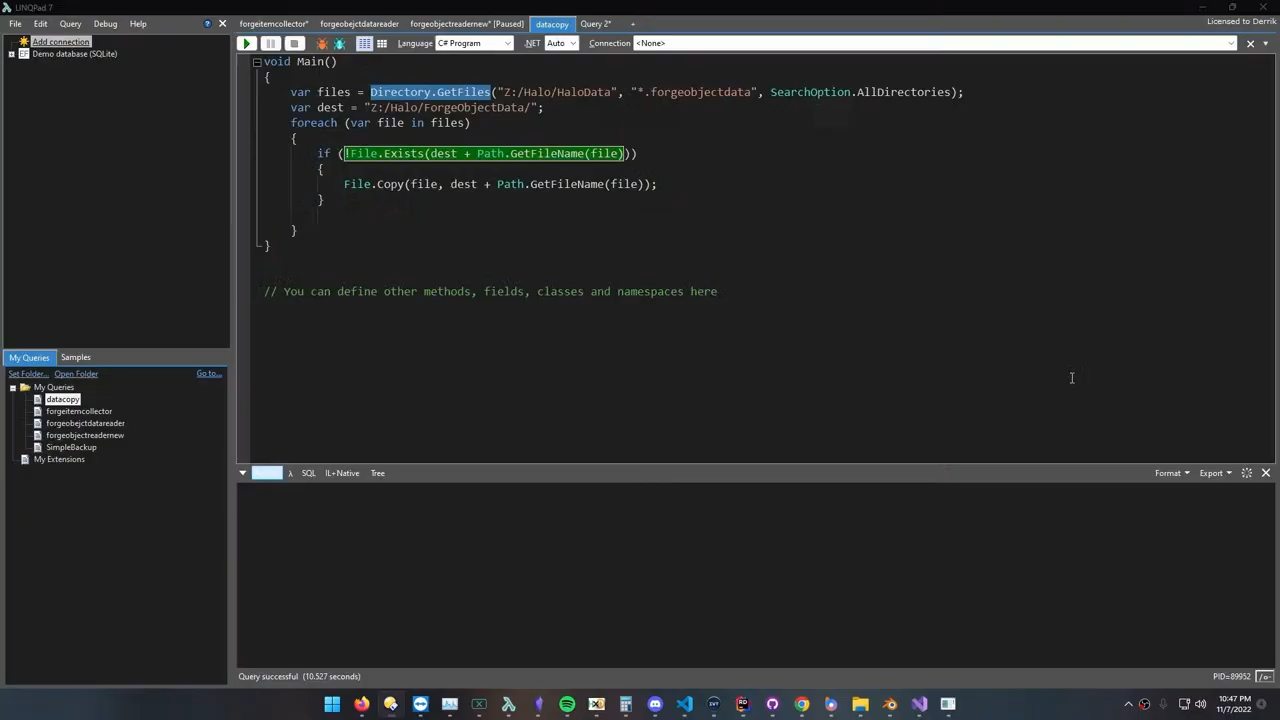 LINQPad 7
File Edit Query Debug Help ?
forgeitemcollector* forgeobejctdatareader forgeobjectreadernew* [Paused] datacopy Query 2* +
Licensed to Derrik
Add connection
Demo database (SQLite)
Language C# Program .NET Auto Connection <None>
void Main()
{
var files = Directory.GetFiles("Z:/Halo/HaloData", "*.forgeobjectdata", SearchOption.AllDirectories);
var dest = "Z:/Halo/ForgeObjectData/";
foreach (var file in files)
{
if (!File.Exists(dest + Path.GetFileName(file)))
{
File.Copy(file, dest + Path.GetFileName(file));
}
}
}
// You can define other methods, fields, classes and namespaces here
My Queries Samples
Set Folder... Open Folder Go to...
My Queries
datacopy
forgeitemcollector
forgeobejctdatareader
forgeobjectreadernew
SimpleBackup
My Extensions
λ SQL IL+Native Tree Format Export
Query successful (10.527 seconds)
PID=89952 /o-
10:47 PM
11/7/2022